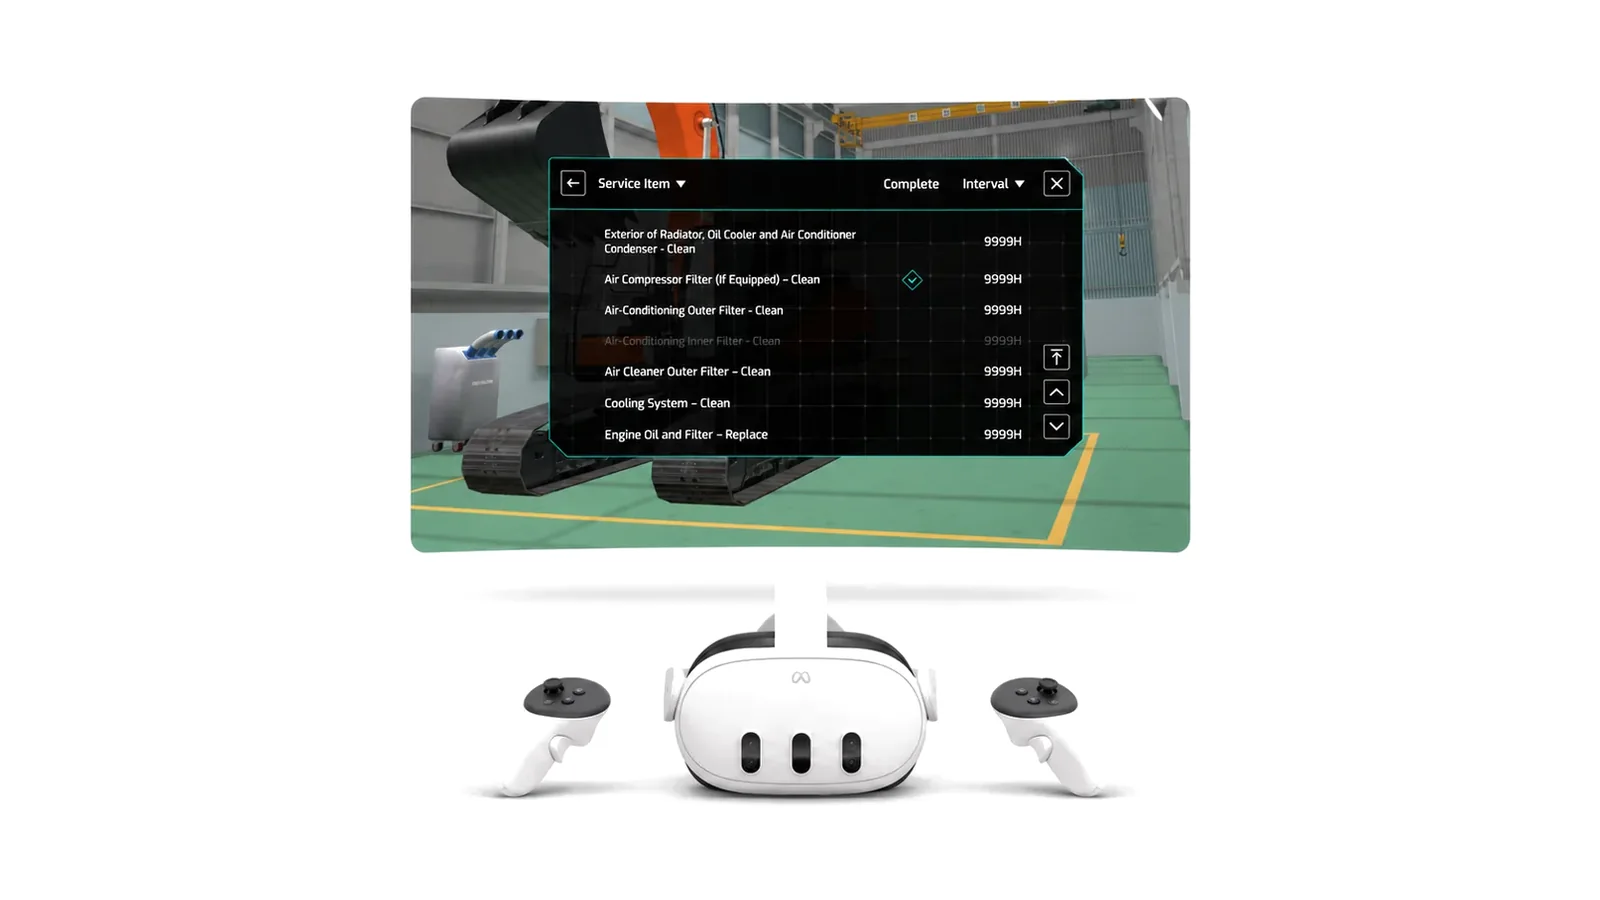 Service Item ▼ Complete Interval ▼
Exterior of Radiator, Oil Cooler and Air Conditioner
Condenser - Clean
9999H
Air Compressor Filter (If Equipped) – Clean 9999H
Air-Conditioning Outer Filter - Clean 9999H
Air-Conditioning Inner Filter - Clean 9999H
Air Cleaner Outer Filter – Clean 9999H
Cooling System – Clean 9999H
Engine Oil and Filter – Replace 9999H